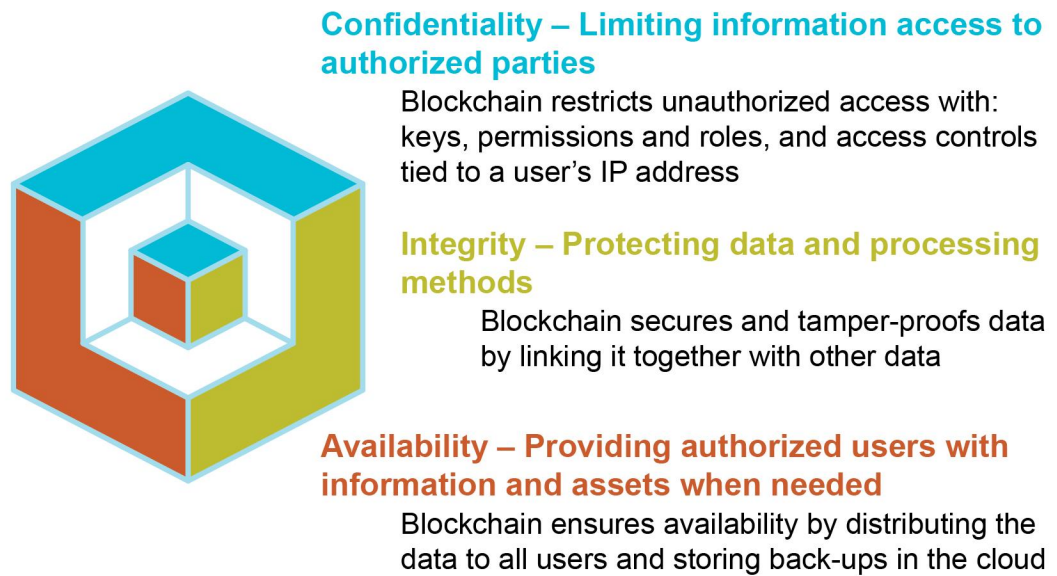 Confidentiality – Limiting information access to
authorized parties
Blockchain restricts unauthorized access with:
keys, permissions and roles, and access controls
tied to a user’s IP address
Integrity – Protecting data and processing
methods
Blockchain secures and tamper-proofs data
by linking it together with other data
Availability – Providing authorized users with
information and assets when needed
Blockchain ensures availability by distributing the
data to all users and storing back-ups in the cloud